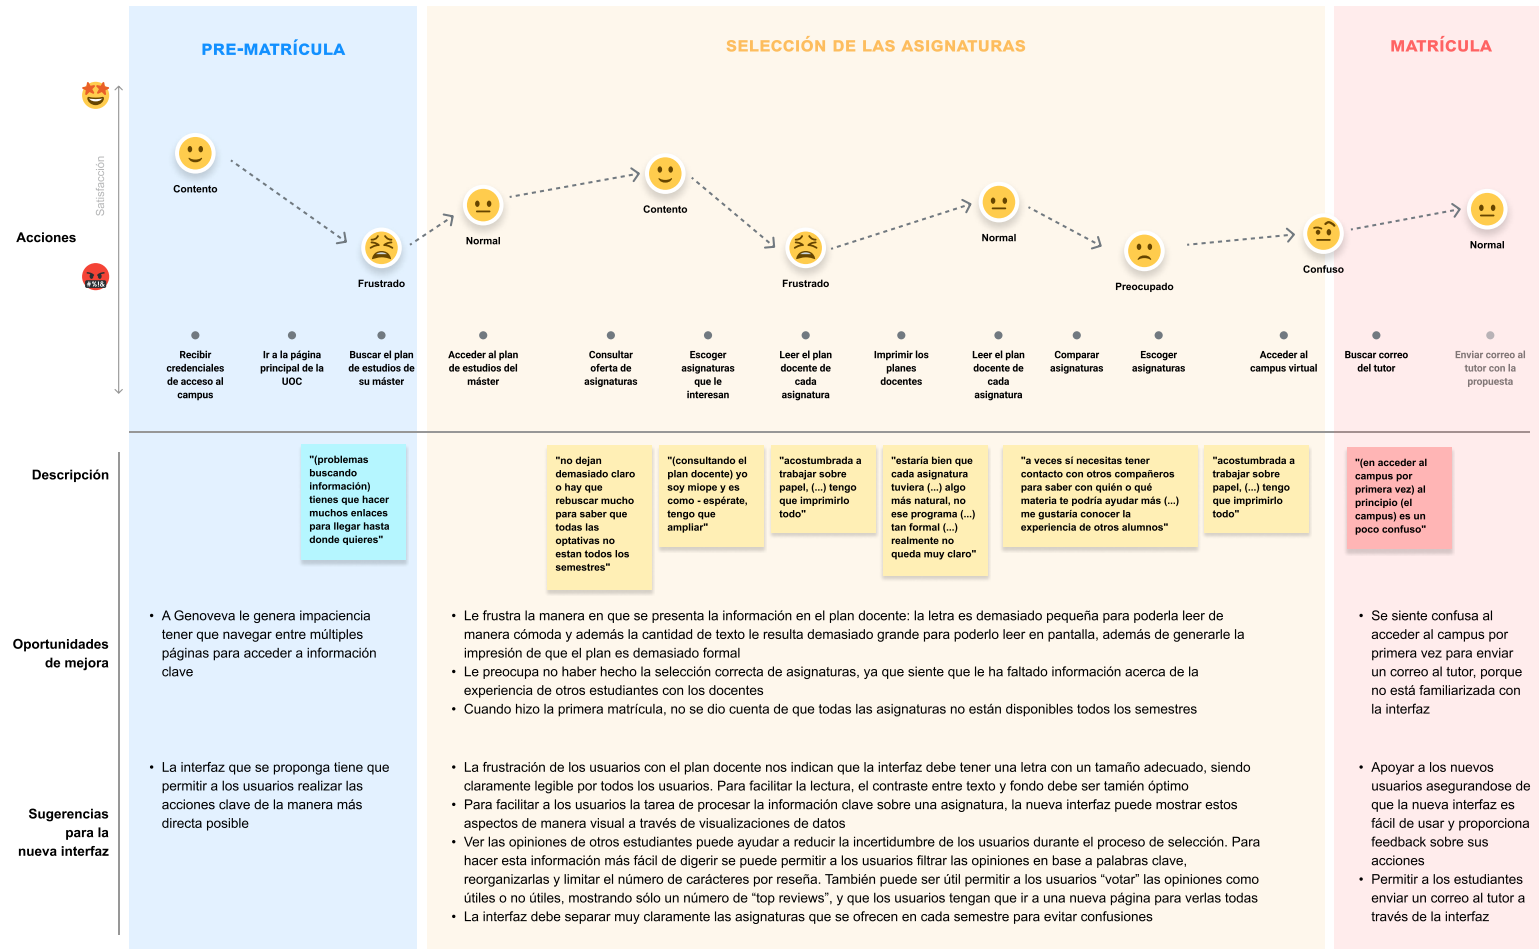 PRE-MATRÍCULA
SELECCIÓN DE LAS ASIGNATURAS
MATRÍCULA
Satisfacción
Acciones
#%!&
Contento
Frustrado
Normal
Contento
Frustrado
Normal
Preocupado
Confuso
Normal
Recibir
credenciales
de acceso al
campus
Ir a la página
principal de la
UOC
Buscar el plan
de estudios de
su máster
Acceder al plan
de estudios del
máster
Consultar
oferta de
asignaturas
Escoger
asignaturas
que le
interesan
Leer el plan
docente de
cada
asignatura
Imprimir los
planes
docentes
Leer el plan
docente de
cada
asignatura
Comparar
asignaturas
Escoger
asignaturas
Acceder al
campus virtual
Buscar correo
del tutor
Enviar correo al
tutor con la
propuesta
Descripción
"(problemas
buscando
información)
tienes que hacer
muchos enlaces
para llegar hasta
donde quieres"
"no dejan
demasiado claro
o hay que
rebuscar mucho
para saber que
todas las
optativas no
estan todos los
semestres"
"(consultando el
plan docente) yo
soy miope y es
como - espérate,
tengo que
ampliar"
"acostumbrada a
trabajar sobre
papel, (...) tengo
que imprimirlo
todo"
"estaría bien que
cada asignatura
tuviera (...) algo
más natural, no
ese programa (...)
tan formal (...)
realmente no
queda muy claro"
"a veces sí necesitas tener
contacto con otros compañeros
para saber con quién o qué
materia te podría ayudar más (...)
me gustaría conocer la
experiencia de otros alumnos"
"acostumbrada a
trabajar sobre
papel, (...) tengo
que imprimirlo
todo"
"(en acceder al
campus por
primera vez) al
principio (el
campus) es un
poco confuso"
Oportunidades
de mejora
• A Genoveva le genera impaciencia
tener que navegar entre múltiples
páginas para acceder a información
clave
• Le frustra la manera en que se presenta la información en el plan docente: la letra es demasiado pequeña para poderla leer de
manera cómoda y además la cantidad de texto le resulta demasiado grande para poderlo leer en pantalla, además de generarle la
impresión de que el plan es demasiado formal
• Le preocupa no haber hecho la selección correcta de asignaturas, ya que siente que le ha faltado información acerca de la
experiencia de otros estudiantes con los docentes
• Cuando hizo la primera matrícula, no se dio cuenta de que todas las asignaturas no están disponibles todos los semestres
• Se siente confusa al
acceder al campus por
primera vez para enviar
un correo al tutor, porque
no está familiarizada con
la interfaz
Sugerencias
para la
nueva interfaz
• La interfaz que se proponga tiene que
permitir a los usuarios realizar las
acciones clave de la manera más
directa posible
• La frustración de los usuarios con el plan docente nos indican que la interfaz debe tener una letra con un tamaño adecuado, siendo
claramente legible por todos los usuarios. Para facilitar la lectura, el contraste entre texto y fondo debe ser tamién óptimo
• Para facilitar a los usuarios la tarea de procesar la información clave sobre una asignatura, la nueva interfaz puede mostrar estos
aspectos de manera visual a través de visualizaciones de datos
• Ver las opiniones de otros estudiantes puede ayudar a reducir la incertidumbre de los usuarios durante el proceso de selección. Para
hacer esta información más fácil de digerir se puede permitir a los usuarios filtrar las opiniones en base a palabras clave,
reorganizarlas y limitar el número de carácteres por reseña. También puede ser útil permitir a los usuarios “votar” las opiniones como
útiles o no útiles, mostrando sólo un número de “top reviews”, y que los usuarios tengan que ir a una nueva página para verlas todas
• La interfaz debe separar muy claramente las asignaturas que se ofrecen en cada semestre para evitar confusiones
• Apoyar a los nuevos
usuarios asegurandose de
que la nueva interfaz es
fácil de usar y proporciona
feedback sobre sus
acciones
• Permitir a los estudiantes
enviar un correo al tutor a
través de la interfaz